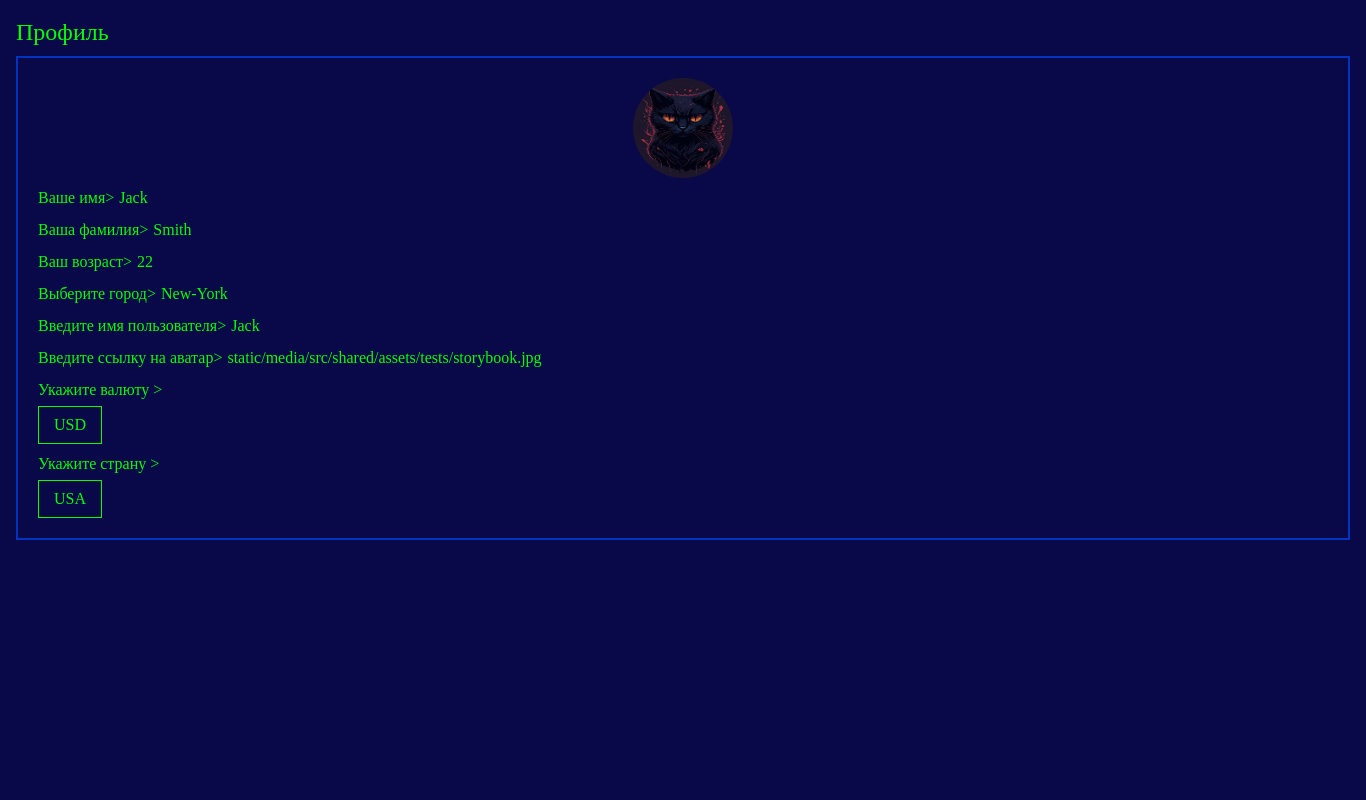 Профиль
Ваше имя> Jack
Ваша фамилия> Smith
Ваш возраст> 22
Выберите город> New-York
Введите имя пользователя> Jack
Введите ссылку на аватар> static/media/src/shared/assets/tests/storybook.jpg
Укажите валюту >
USD
Укажите страну >
USA